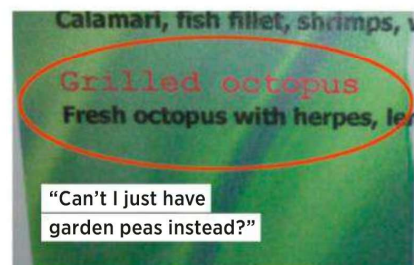 Calamari, fish fillet, shrimps,
Grilled octopus
Fresh octopus with herpes,
“Can’t I just have
garden peas instead?”